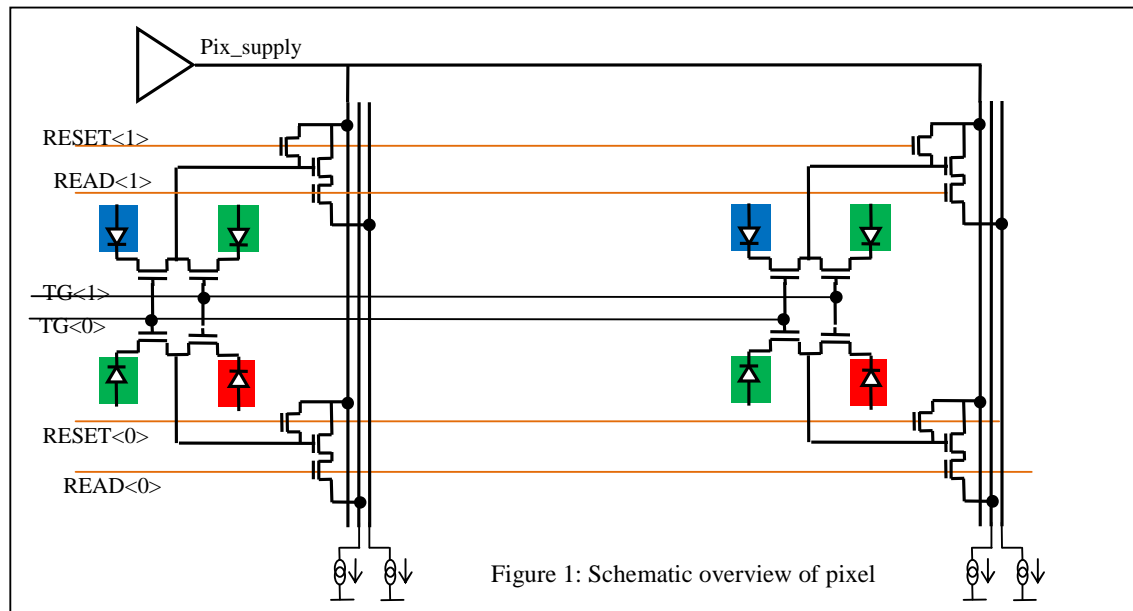 Pix_supply
RESET<1>
READ<1>
TG<1>
TG<0>
RESET<0>
READ<0>
Figure 1: Schematic overview of pixel